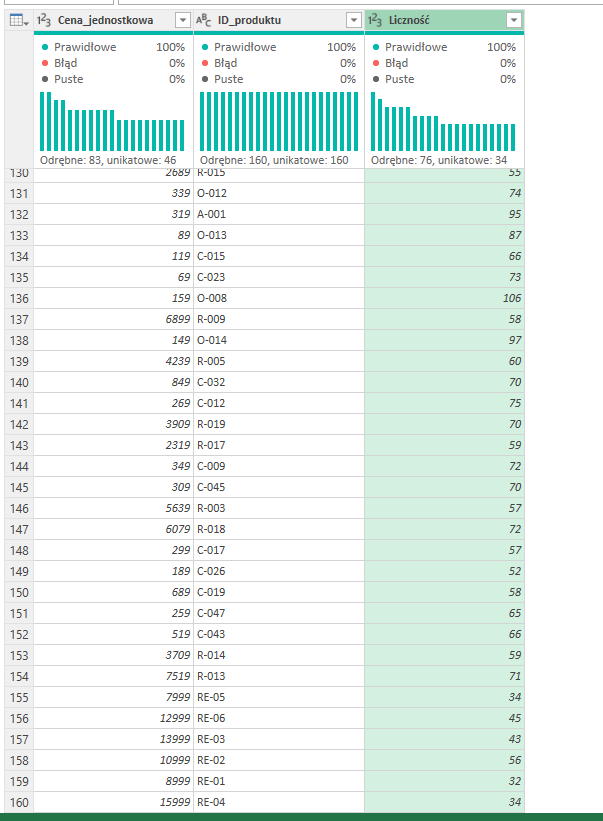 1²3 Cena_jednostkowa ABC ID_produktu 1²3 Liczność
Prawidłowe 100% Prawidłowe 100% Prawidłowe 100%
Błąd 0% Błąd 0% Błąd 0%
Puste 0% Puste 0% Puste 0%
Odrębne: 83, unikatowe: 46 Odrębne: 160, unikatowe: 160 Odrębne: 76, unikatowe: 34
130 2689 R-015 55
131 339 O-012 74
132 319 A-001 95
133 89 O-013 87
134 119 C-015 66
135 69 C-023 73
136 159 O-008 106
137 6899 R-009 58
138 149 O-014 97
139 4239 R-005 60
140 849 C-032 70
141 269 C-012 75
142 3909 R-019 70
143 2319 R-017 59
144 349 C-009 72
145 309 C-045 70
146 5639 R-003 57
147 6079 R-018 72
148 299 C-017 57
149 189 C-026 52
150 689 C-019 58
151 259 C-047 65
152 519 C-043 66
153 3709 R-014 59
154 7519 R-013 71
155 7999 RE-05 34
156 12999 RE-06 45
157 13999 RE-03 43
158 10999 RE-02 56
159 8999 RE-01 32
160 15999 RE-04 34